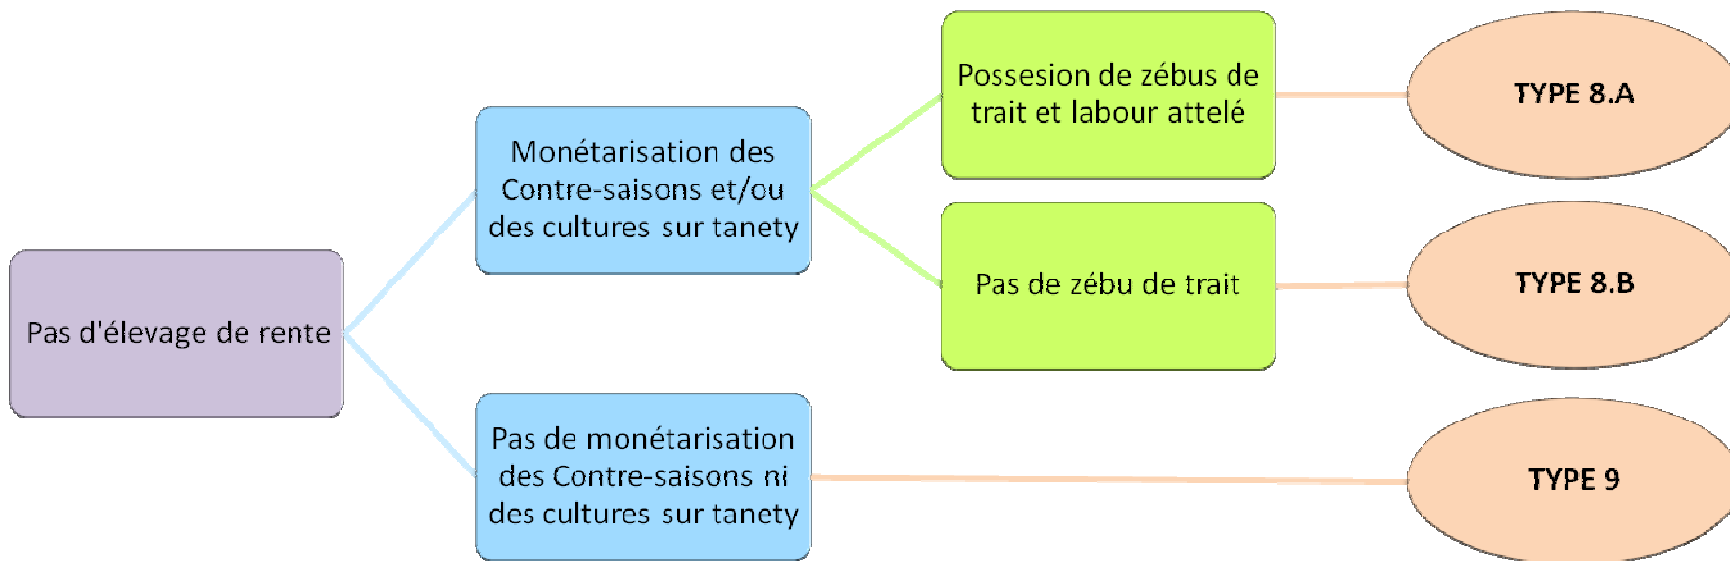 Pas d'élevage de rente
Monétarisation des
Contre-saisons et/ou
des cultures sur tanety
Possesion de zébus de
trait et labour attelé
TYPE 8.A
Pas de zébu de trait
TYPE 8.B
Pas de monétarisation
des Contre-saisons ni
des cultures sur tanety
TYPE 9